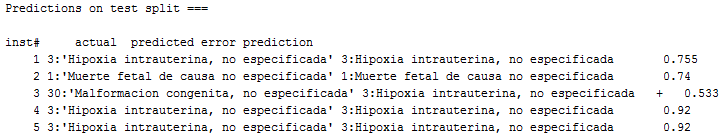 Predictions on test split ===
inst# actual predicted error prediction
1 3:'Hipoxia intrauterina, no especificada' 3:Hipoxia intrauterina, no especificada 0.755
2 1:'Muerte fetal de causa no especificada' 1:Muerte fetal de causa no especificada 0.74
3 30:'Malformacion congenita, no especificada' 3:Hipoxia intrauterina, no especificada + 0.533
4 3:'Hipoxia intrauterina, no especificada' 3:Hipoxia intrauterina, no especificada 0.92
5 3:'Hipoxia intrauterina, no especificada' 3:Hipoxia intrauterina, no especificada 0.92